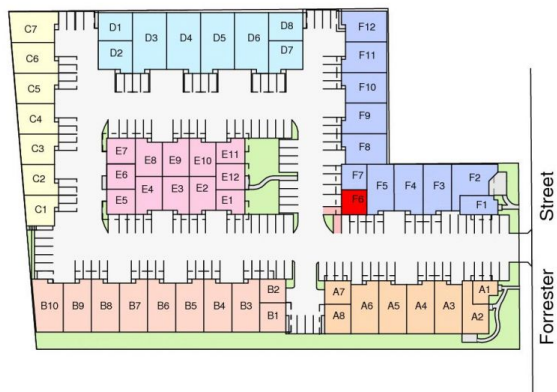 C7
C6
C5
C4
C3
C2
C1
D1
D2
D3
D4
D5
D6
D8
D7
F12
F11
F10
F9
F8
E7
E6
E5
E8
E9
E10
E11
E12
E4
E3
E2
E1
F7
F6
F5
F4
F3
F2
F1
B10
B9
B8
B7
B6
B5
B4
B3
B2
B1
A7
A8
A6
A5
A4
A3
A1
A2
Forrester Street